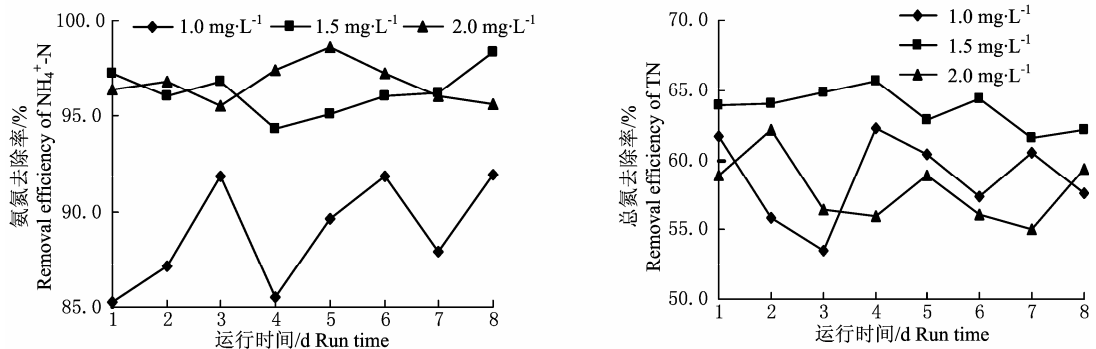 氨氮去除率/%
Removal efficiency of NH₄⁺-N
100.0
95.0
90.0
85.0
1.0 mg·L⁻¹
1.5 mg·L⁻¹
2.0 mg·L⁻¹
1 2 3 4 5 6 7 8
运行时间/d Run time
总氮去除率/%
Removal efficiency of TN
70.0
65.0
60.0
55.0
50.0
1.0 mg·L⁻¹
1.5 mg·L⁻¹
2.0 mg·L⁻¹
1 2 3 4 5 6 7 8
运行时间/d Run time